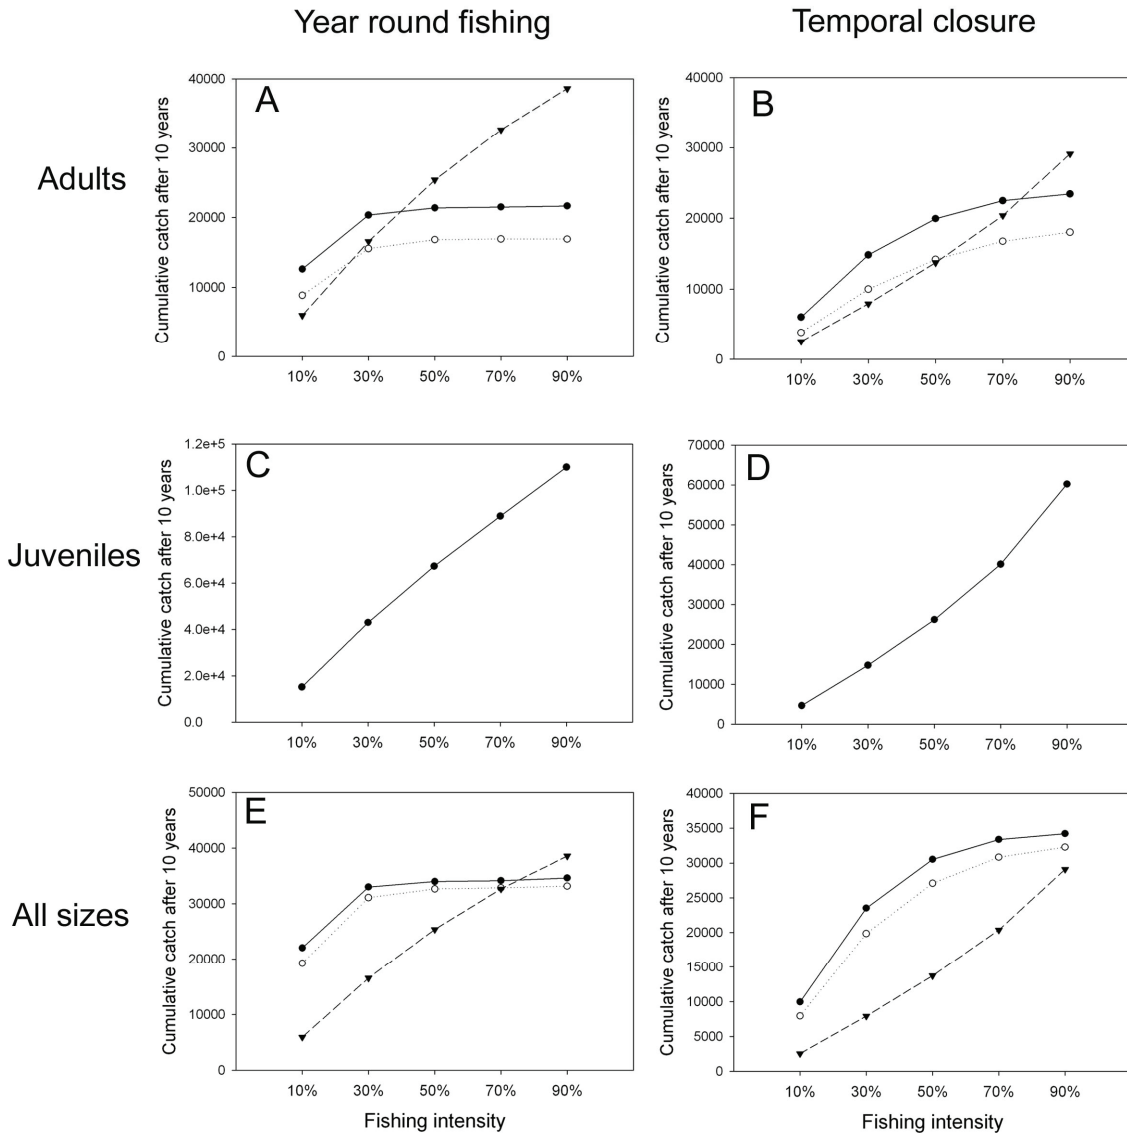 Year round fishing
Temporal closure
Adults
A
Cumulative catch after 10 years
40000
30000
20000
10000
0
10% 30% 50% 70% 90%
B
Cumulative catch after 10 years
40000
30000
20000
10000
0
10% 30% 50% 70% 90%
Juveniles
C
Cumulative catch after 10 years
1.2e+5
1.0e+5
8.0e+4
6.0e+4
4.0e+4
2.0e+4
0.0
10% 30% 50% 70% 90%
D
Cumulative catch after 10 years
70000
60000
50000
40000
30000
20000
10000
0
10% 30% 50% 70% 90%
All sizes
E
Cumulative catch after 10 years
50000
40000
30000
20000
10000
0
10% 30% 50% 70% 90%
Fishing intensity
F
Cumulative catch after 10 years
40000
35000
30000
25000
20000
15000
10000
5000
0
10% 30% 50% 70% 90%
Fishing intensity